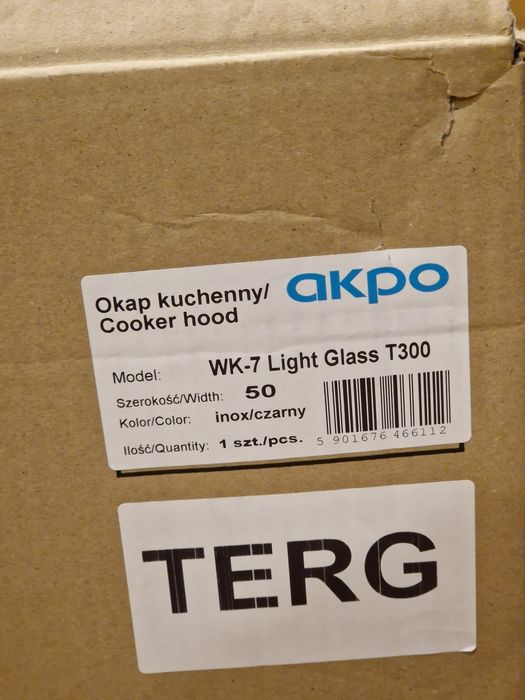 Okap kuchenny/ akpo
Cooker hood
Model: WK-7 Light Glass T300
Szerokość/Width: 50
Kolor/Color: inox/czarny
Ilość/Quantity: 1 szt./pcs.
5 901676 466112
TERG